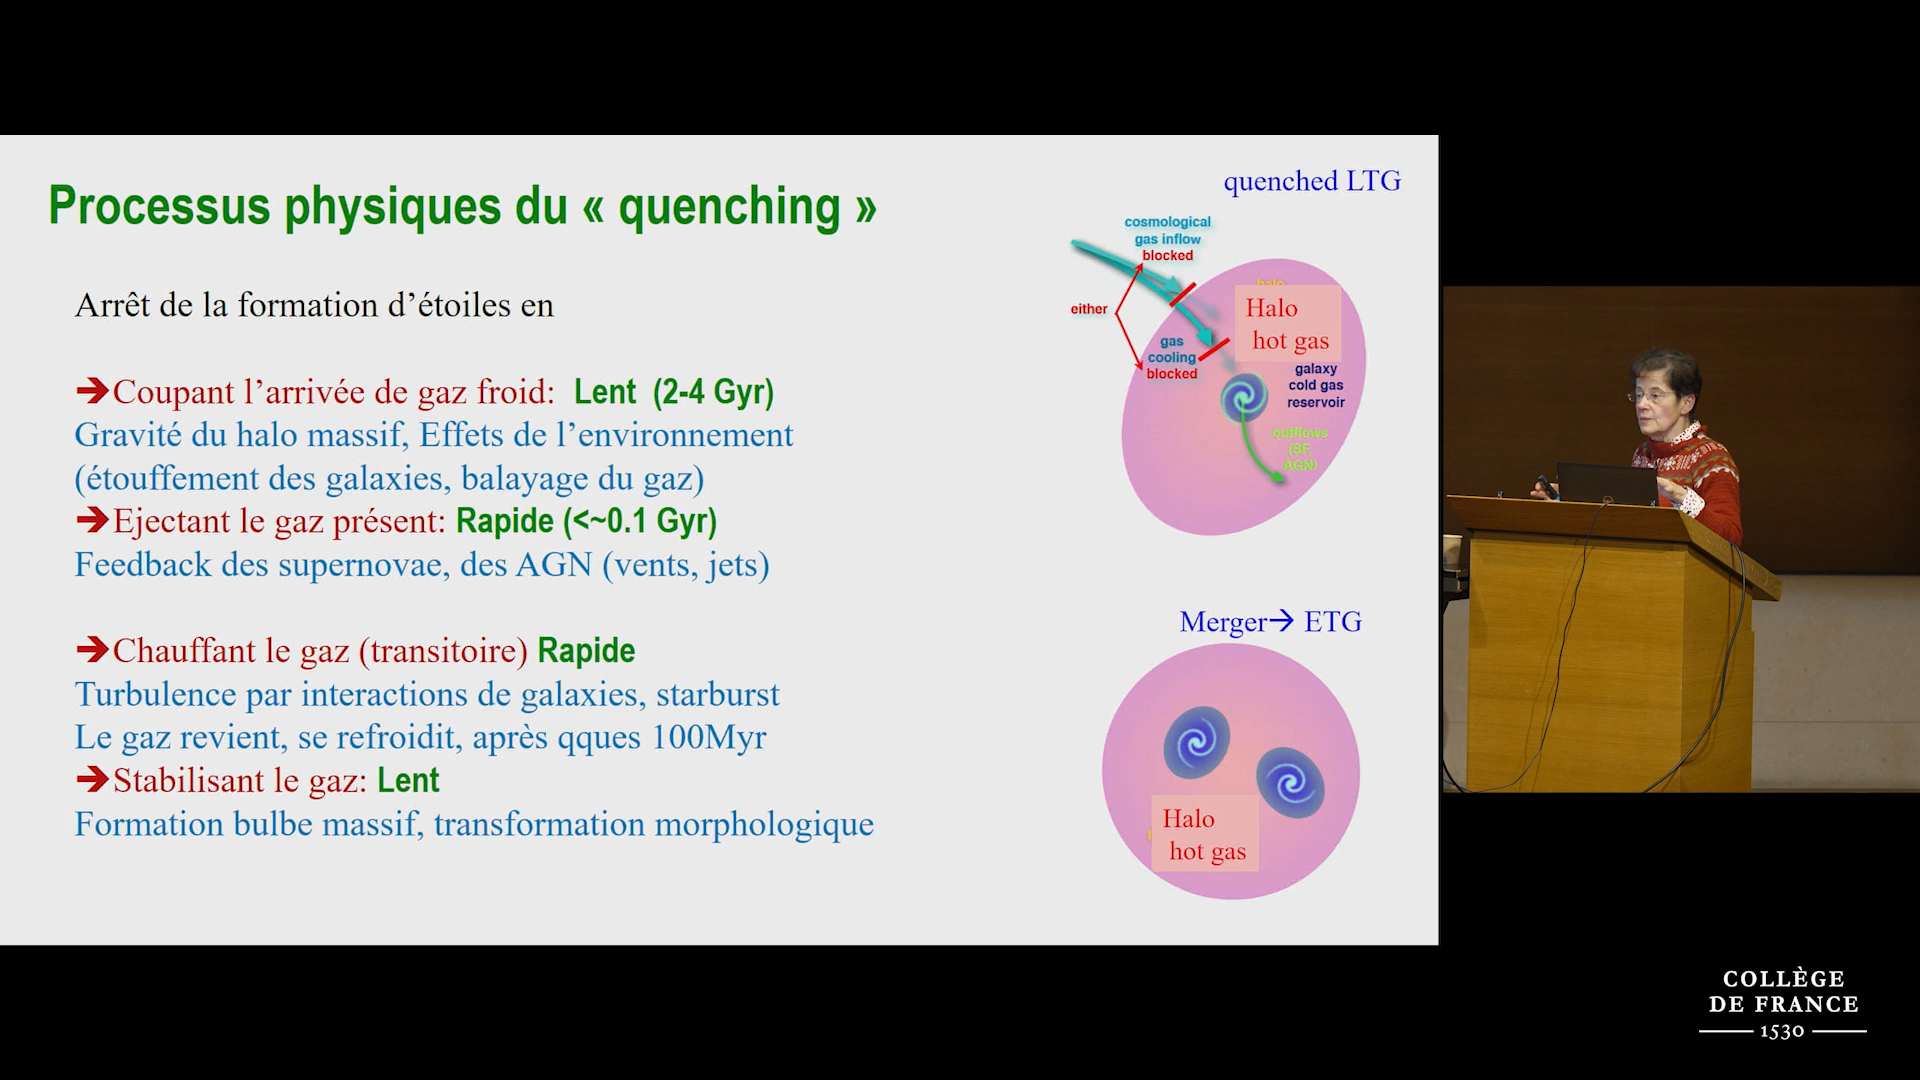 Processus physiques du « quenching »
Arrêt de la formation d’étoiles en
➔Coupant l’arrivée de gaz froid: Lent (2-4 Gyr)
Gravité du halo massif, Effets de l’environnement
(étouffement des galaxies, balayage du gaz)
➔Ejectant le gaz présent: Rapide (<~0.1 Gyr)
Feedback des supernovae, des AGN (vents, jets)
➔Chauffant le gaz (transitoire) Rapide
Turbulence par interactions de galaxies, starburst
Le gaz revient, se refroidit, après qques 100Myr
➔Stabilisant le gaz: Lent
Formation bulbe massif, transformation morphologique
quenched LTG
cosmological
gas inflow
blocked
either
gas
cooling
blocked
halo
Halo
hot gas
galaxy
cold gas
reservoir
outflows
(SF,
AGN)
Merger→ ETG
Halo
hot gas
COLLÈGE
DE FRANCE
1530